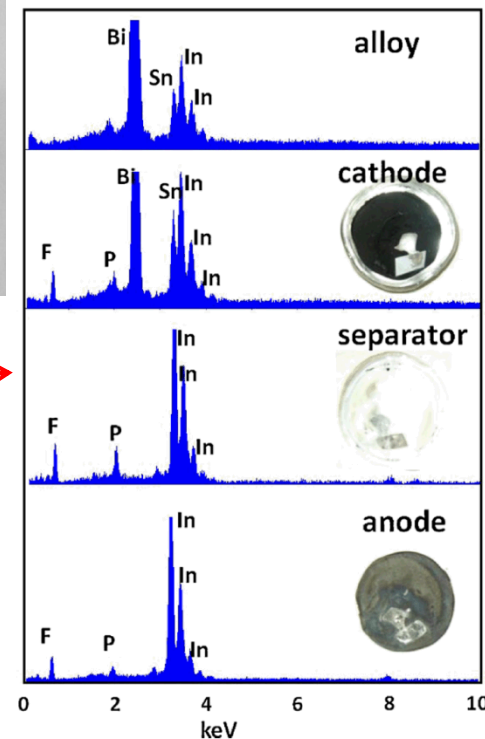 alloy
Bi
Sn
In
In
cathode
Bi
Sn
In
In
In
F
P
separator
In
In
In
F
P
anode
In
In
In
F
P
0 2 4 6 8 10
keV